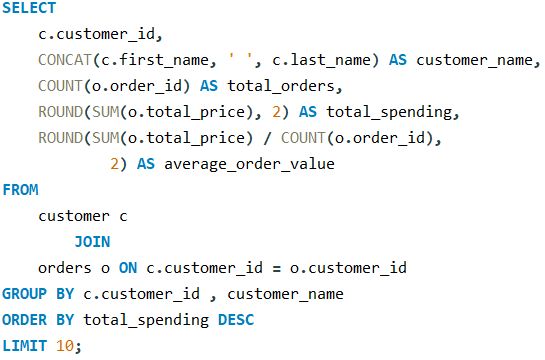 SELECT
c.customer_id,
CONCAT(c.first_name, ' ', c.last_name) AS customer_name,
COUNT(o.order_id) AS total_orders,
ROUND(SUM(o.total_price), 2) AS total_spending,
ROUND(SUM(o.total_price) / COUNT(o.order_id),
2) AS average_order_value
FROM
customer c
JOIN
orders o ON c.customer_id = o.customer_id
GROUP BY c.customer_id , customer_name
ORDER BY total_spending DESC
LIMIT 10;